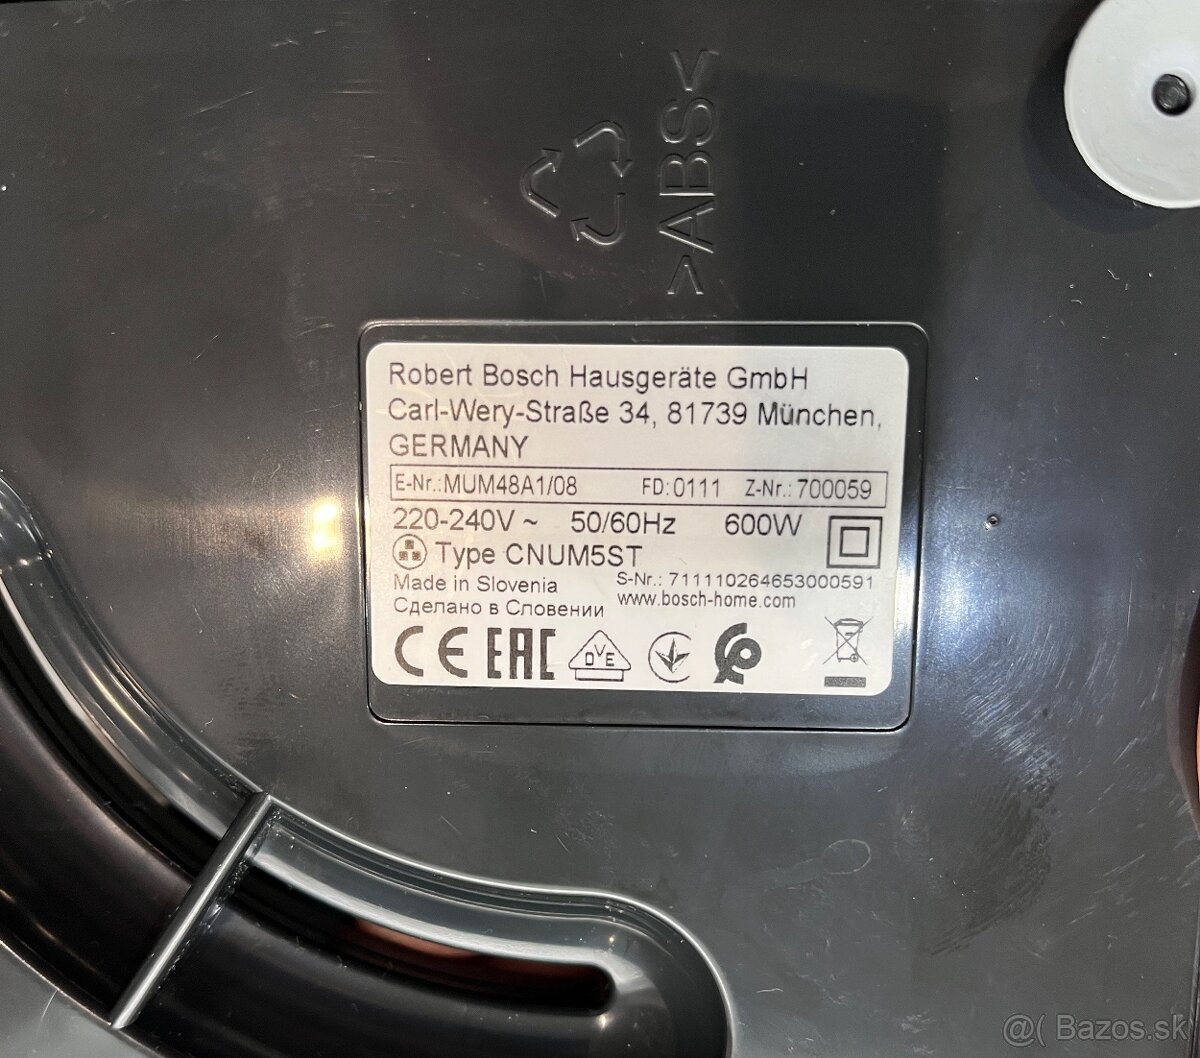 >ABS<
Robert Bosch Hausgeräte GmbH
Carl-Wery-Straße 34, 81739 München,
GERMANY
E-Nr.: MUM48A1/08 FD: 0111 Z-Nr.: 700059
220-240V ~ 50/60Hz 600W
Type CNUM5ST
Made in Slovenia S-Nr.: 711110264653000591
Сделано в Словении www.bosch-home.com
CE EAC DVE
@( Bazos.sk